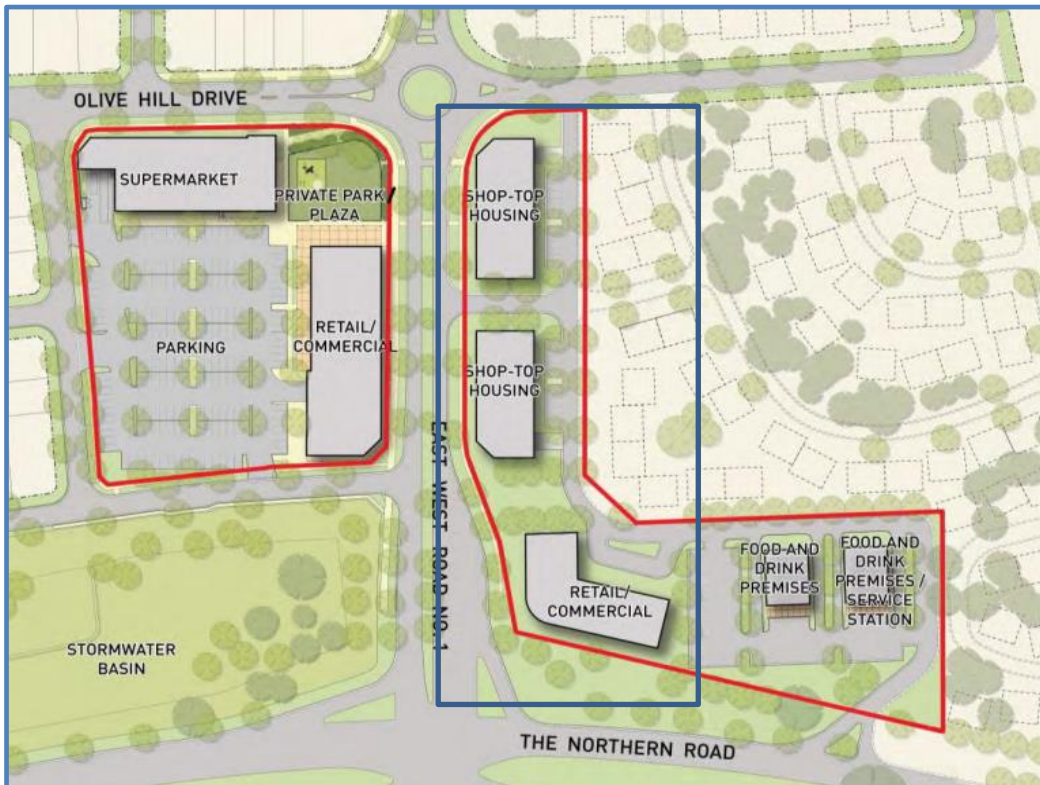 OLIVE HILL DRIVE
SUPERMARKET
PRIVATE PARK /
PLAZA
SHOP-TOP
HOUSING
RETAIL/
COMMERCIAL
PARKING
SHOP-TOP
HOUSING
EAST WEST ROAD NO. 1
FOOD AND
DRINK
PREMISES
FOOD AND
DRINK
PREMISES /
SERVICE
STATION
RETAIL/
COMMERCIAL
STORMWATER
BASIN
THE NORTHERN ROAD